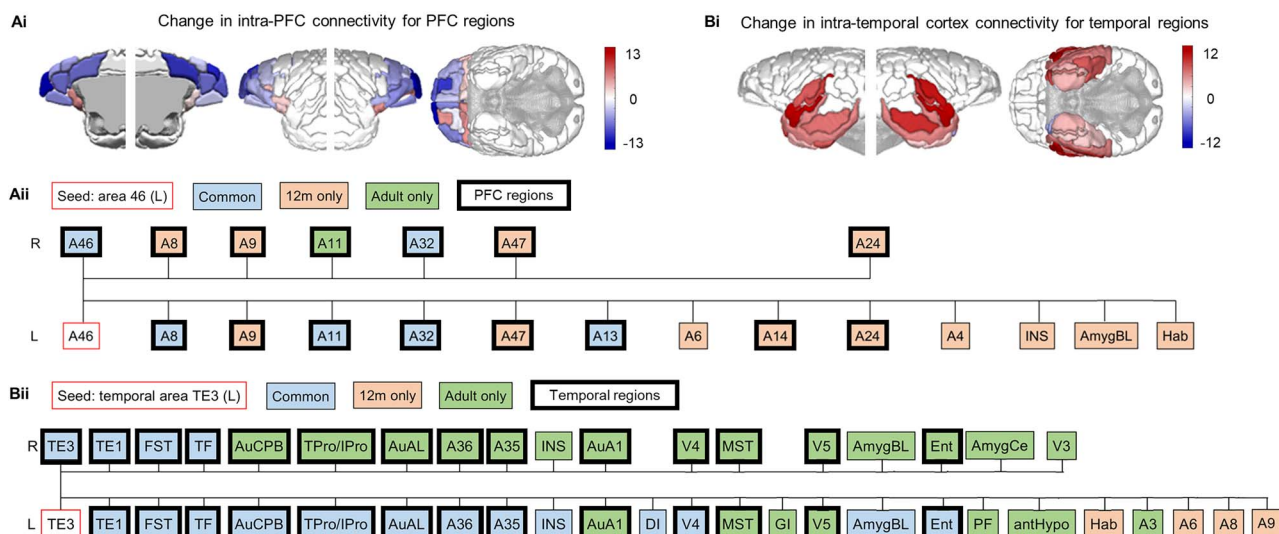 Ai Change in intra-PFC connectivity for PFC regions
13
0
-13
Bi Change in intra-temporal cortex connectivity for temporal regions
14
0
-12
Aii Seed: area 46 (L) Common 12m only Adult only PFC regions
R A46 A8 A9 A11 A32 A47 A24
L A46 A8 A9 A11 A32 A47 A13 A6 A14 A24 A4 INS AmygBL Hab
Bii Seed: temporal area TE3 (L) Common 12m only Adult only Temporal regions
R TE3 TE1 FST TF AuCPB TPro/IPro AuAL A36 A35 INS AuA1 V4 MST V5 AmygBL Ent AmygCe V3
L TE3 TE1 FST TF AuCPB TPro/IPro AuAL A36 A35 INS AuA1 DI V4 MST GI V5 AmygBL Ent PF antHypo Hab A3 A6 A8 A9